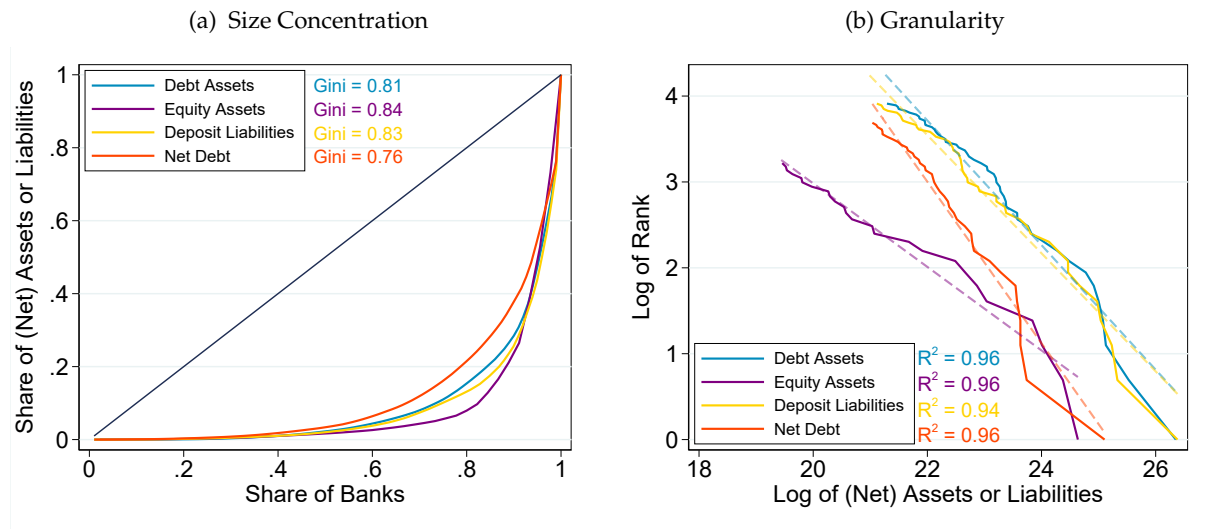 (a) Size Concentration
Share of (Net) Assets or Liabilities
1
.8
.6
.4
.2
0
Debt Assets Gini = 0.81
Equity Assets Gini = 0.84
Deposit Liabilities Gini = 0.83
Net Debt Gini = 0.76
0 .2 .4 .6 .8 1
Share of Banks
(b) Granularity
Log of Rank
4
3
2
1
0
Debt Assets R² = 0.96
Equity Assets R² = 0.96
Deposit Liabilities R² = 0.94
Net Debt R² = 0.96
18 20 22 24 26
Log of (Net) Assets or Liabilities